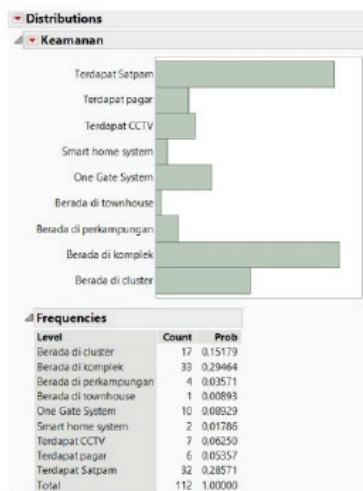 Distributions
Keamanan
Terdapat Satpam
Terdapat pagar
Terdapat CCTV
Smart home system
One Gate System
Berada di townhouse
Berada di perkampungan
Berada di komplek
Berada di cluster
Frequencies
Level Count Prob
Berada di cluster 17 0,15179
Berada di komplek 33 0,29464
Berada di perkampungan 4 0,03571
Berada di townhouse 1 0,00893
One Gate System 10 0,08929
Smart home system 2 0,01786
Terdapat CCTV 7 0,06250
Terdapat pagar 6 0,05357
Terdapat Satpam 32 0,28571
Total 112 1,00000